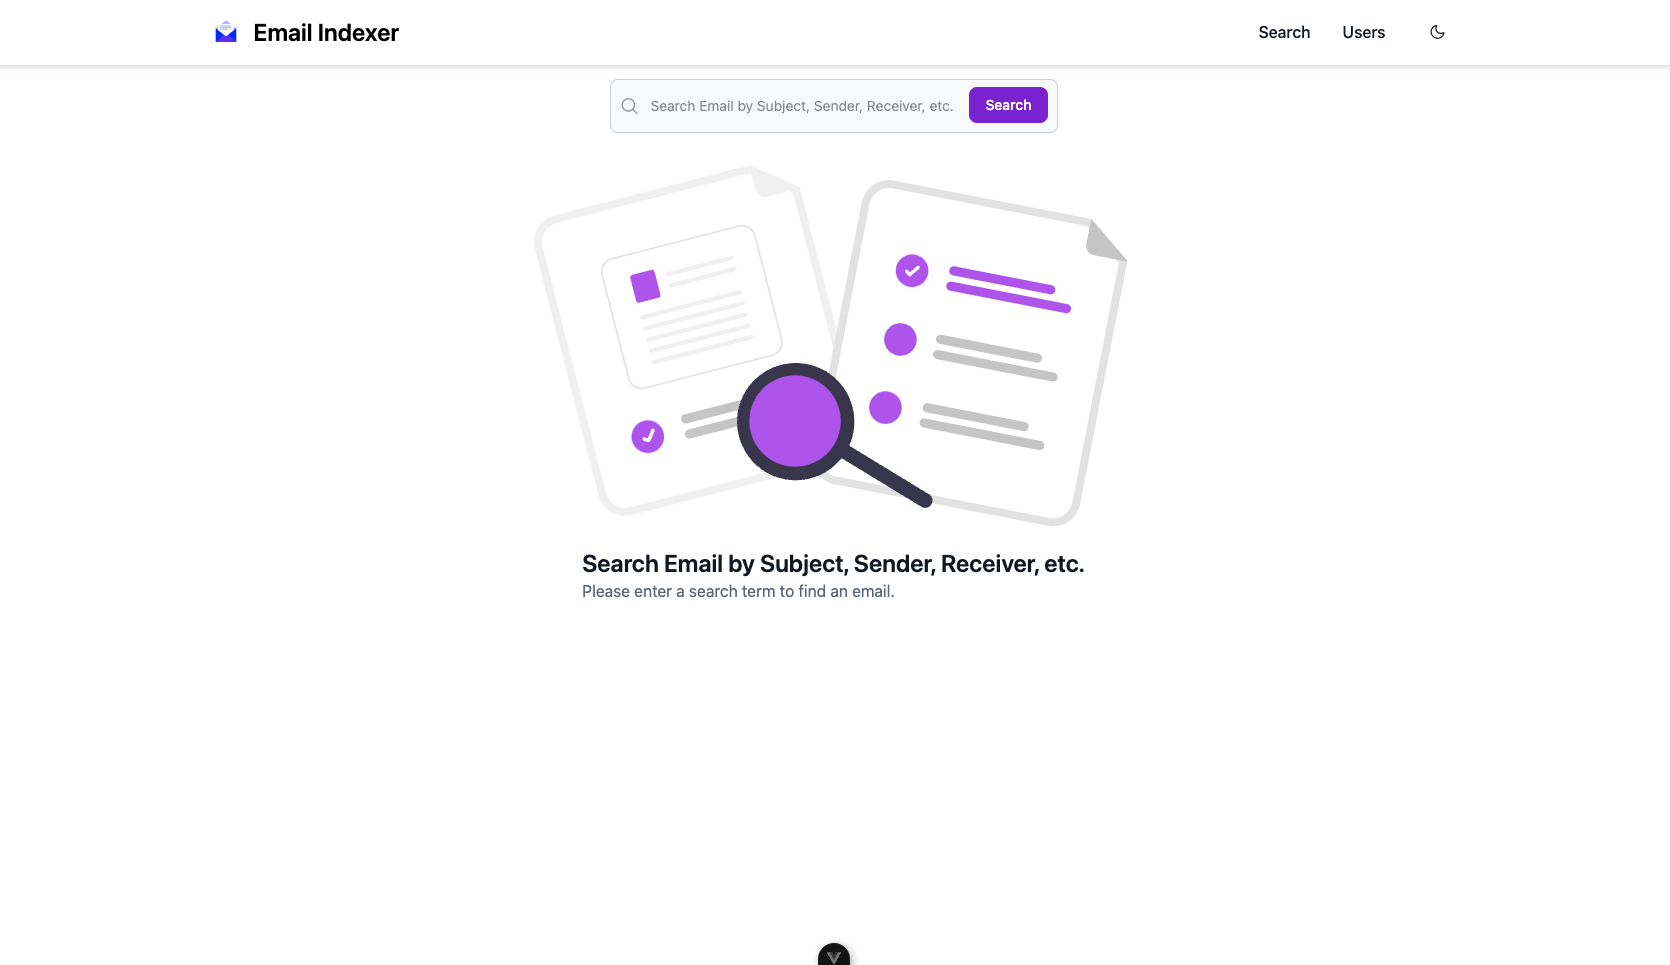 Email Indexer
Search Users
Search Email by Subject, Sender, Receiver, etc. Search
Search Email by Subject, Sender, Receiver, etc.
Please enter a search term to find an email.